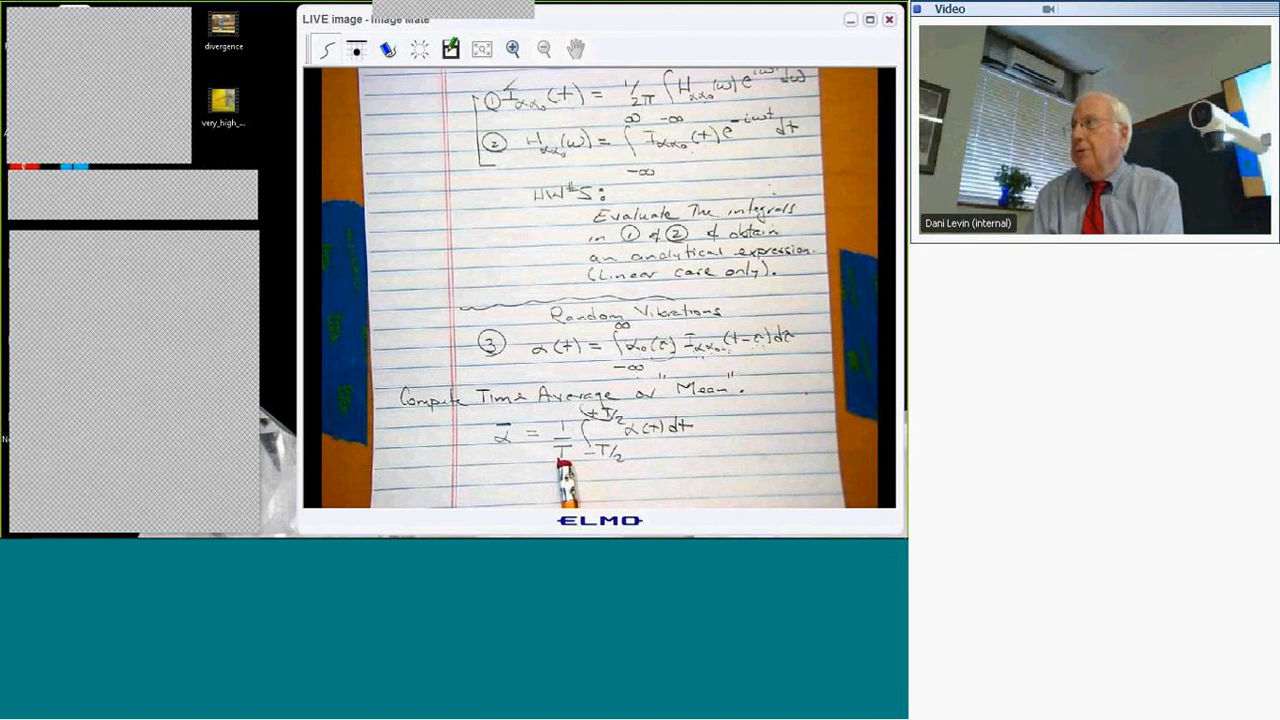 LIVE image - Image Mate
Video
divergence
very_high_...
Dani Levin (internal)
① I_αα₀(t) = 1/2π ∫ H_αα₀(ω) e^iωt dω
∞ -∞
② H_αα₀(ω) = ∫ I_αα₀(t) e^-iωt dt
-∞
HW#5:
Evaluate the integrals
in ① & ② & obtain
an analytical expression.
(Linear case only).
Random Vibrations
∞
③ α(t) = ∫ α₀(τ) I_αα₀(t-τ) dτ
-∞
Compute Time Average or "Mean".
ᾱ = 1/T ∫ α(t) dt
+T/2
-T/2
ELMO